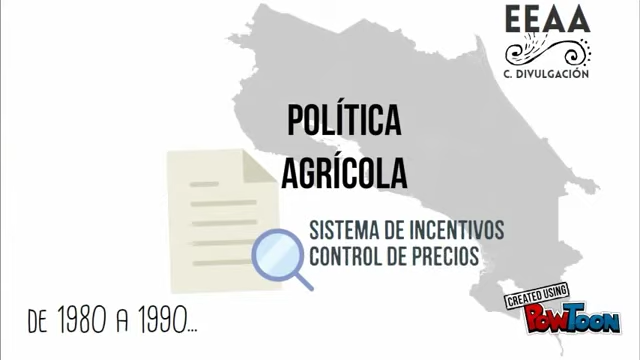 EEAA
C. DIVULGACIÓN
POLÍTICA
AGRÍCOLA
SISTEMA DE INCENTIVOS
CONTROL DE PRECIOS
DE 1980 A 1990...
CREATED USING
POWTOON